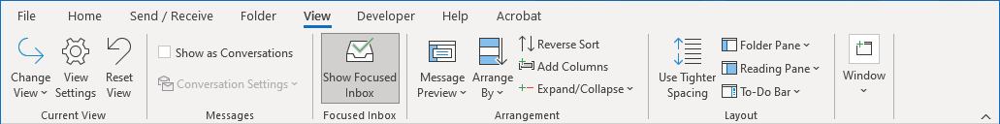 File Home Send / Receive Folder View Developer Help Acrobat
Change View
View Settings
Reset View
Current View
Show as Conversations
Conversation Settings
Messages
Show Focused Inbox
Focused Inbox
Message Preview
Arrange By
Reverse Sort
Add Columns
Expand/Collapse
Arrangement
Use Tighter Spacing
Folder Pane
Reading Pane
To-Do Bar
Layout
Window